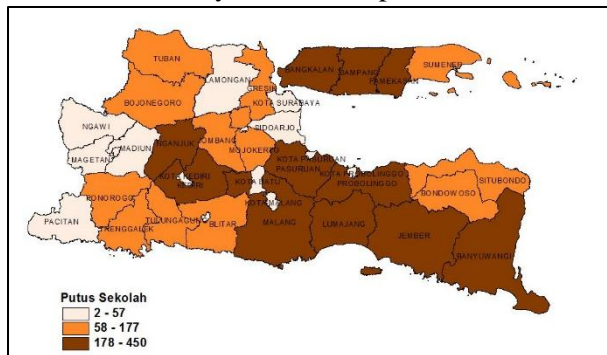 TUBAN
LAMONGAN
GRESIK
BANGKALAN
SAMPANG
PAMEKASAN
SUMENEP
BOJONEGORO
KOTA SURABAYA
NGAWI
SIDOARJO
MAGETAN
MADIUN
NGANJUK
JOMBANG
MOJOKERTO
KOTA PASURUAN
PASURUAN
KOTA PROBOLINGGO
PROBOLINGGO
SITUBONDO
BONDOWOSO
KOTA KEDIRI
KEDIRI
KOTA BATU
PONOROGO
KOTA MALANG
PACITAN
TRENGGALEK
TULUNGAGUNG
BLITAR
MALANG
LUMAJANG
JEMBER
BANYUWANGI
Putus Sekolah
2 - 57
58 - 177
178 - 450